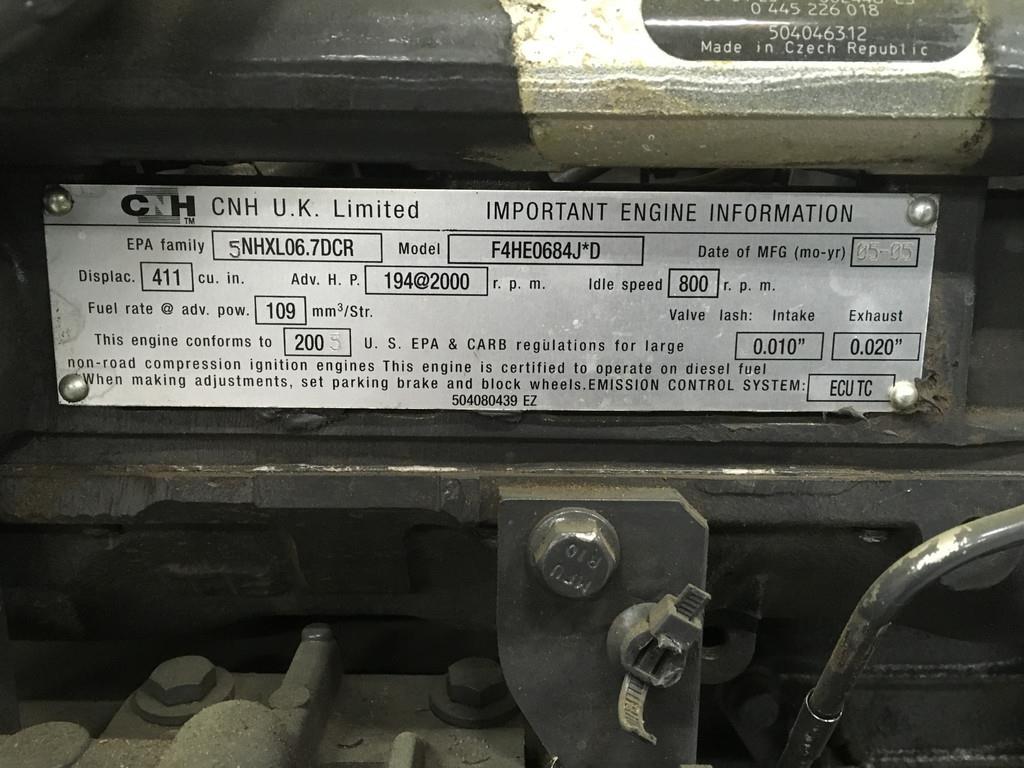 0 445 226 018
504046312
Made in Czech Republic
CNH™ CNH U.K. Limited IMPORTANT ENGINE INFORMATION
EPA family 5NHXL06.7DCR Model F4HE0684J*D Date of MFG (mo-yr) 05-05
Displac. 411 cu. in. Adv. H. P. 194@2000 r. p. m. Idle speed 800 r. p. m.
Fuel rate @ adv. pow. 109 mm³/Str. Valve lash: Intake Exhaust
This engine conforms to 2005 U. S. EPA & CARB regulations for large 0.010” 0.020”
non-road compression ignition engines This engine is certified to operate on diesel fuel
When making adjustments, set parking brake and block wheels.EMISSION CONTROL SYSTEM: ECU TC
504080439 EZ
MFU
R10